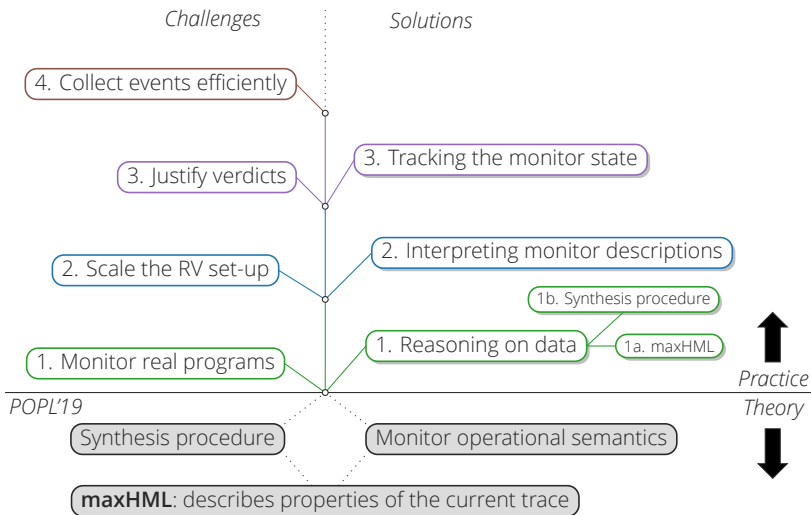 Challenges
Solutions
4. Collect events efficiently
3. Tracking the monitor state
3. Justify verdicts
2. Interpreting monitor descriptions
2. Scale the RV set-up
1b. Synthesis procedure
1. Reasoning on data
1a. maxHML
1. Monitor real programs
Practice
POPL'19
Theory
Synthesis procedure
Monitor operational semantics
maxHML: describes properties of the current trace